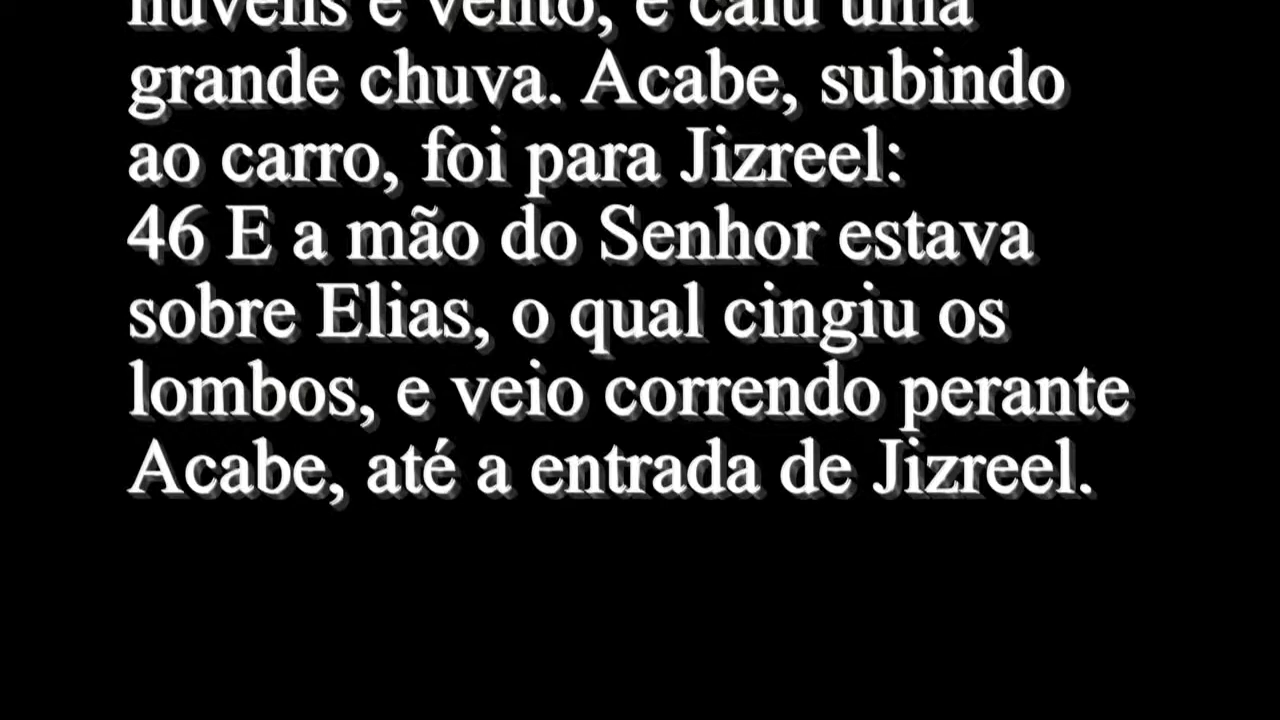 nuvens e vento, e caiu uma
grande chuva. Acabe, subindo
ao carro, foi para Jizreel:
46 E a mão do Senhor estava
sobre Elias, o qual cingiu os
lombos, e veio correndo perante
Acabe, até a entrada de Jizreel.